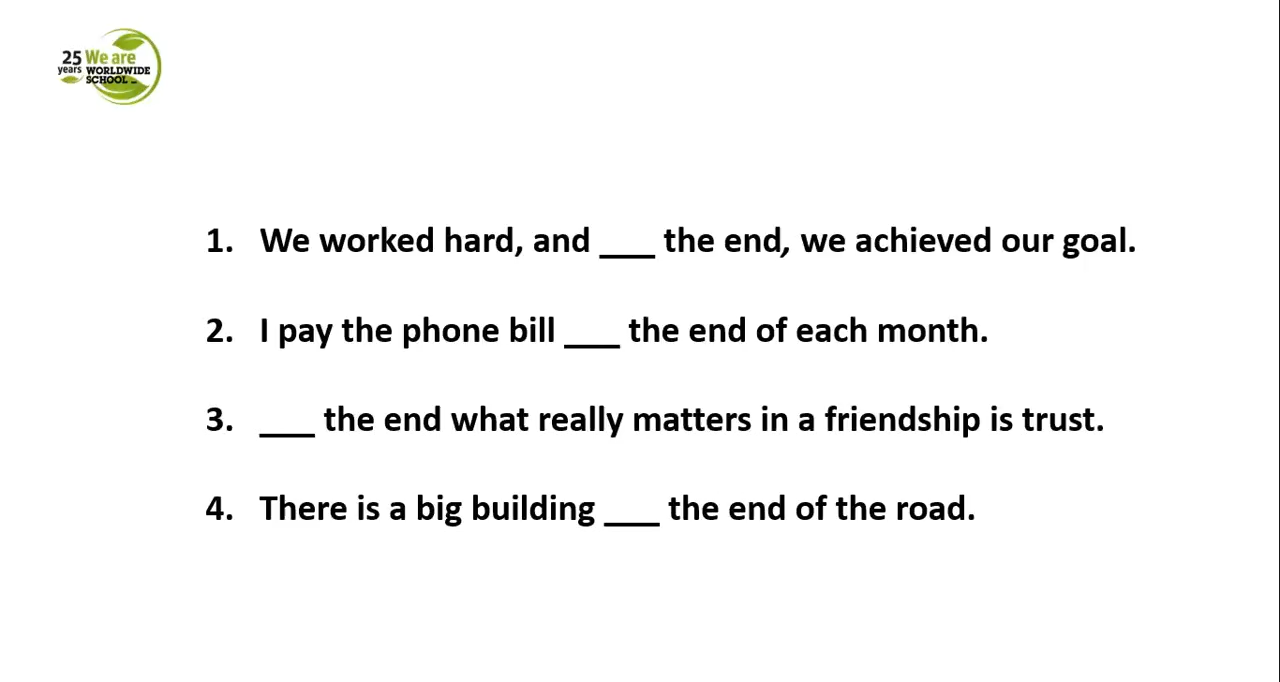 25 We are
years WORLDWIDE
SCHOOL
1. We worked hard, and ___ the end, we achieved our goal.
2. I pay the phone bill ___ the end of each month.
3. ___ the end what really matters in a friendship is trust.
4. There is a big building ___ the end of the road.